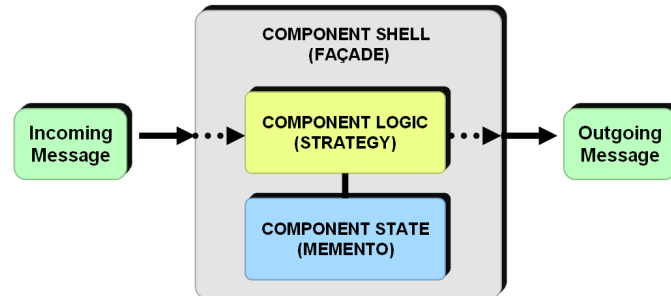 COMPONENT SHELL
(FAÇADE)
Incoming
Message
COMPONENT LOGIC
(STRATEGY)
Outgoing
Message
COMPONENT STATE
(MEMENTO)